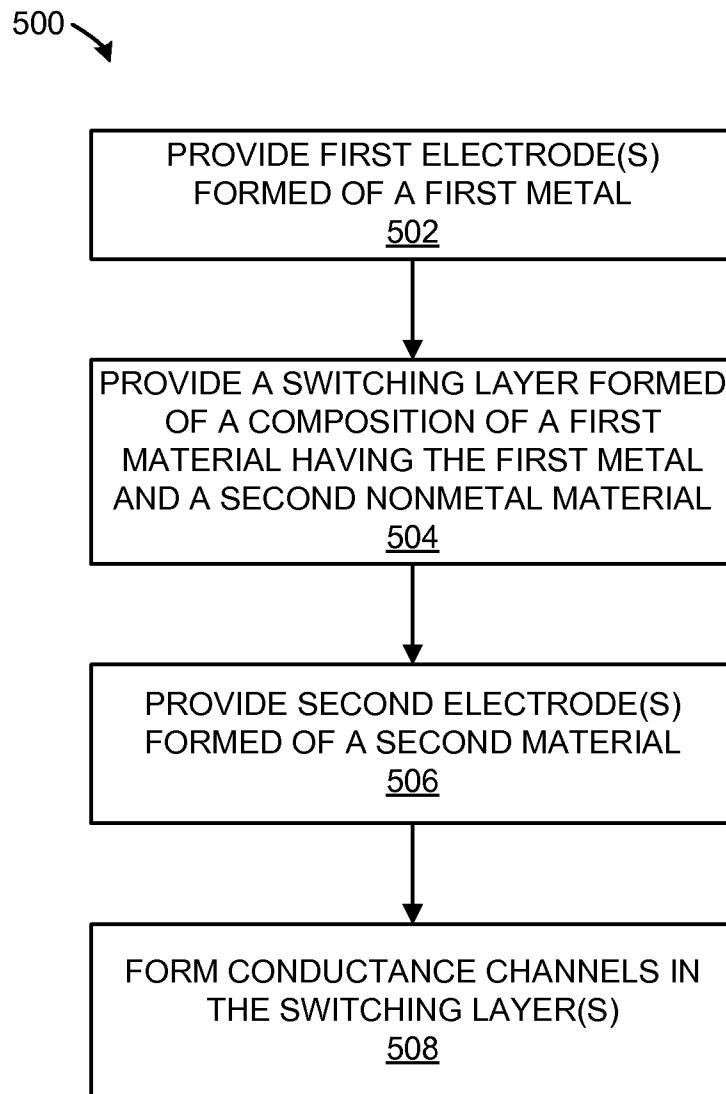 500
PROVIDE FIRST ELECTRODE(S)
FORMED OF A FIRST METAL
502
PROVIDE A SWITCHING LAYER FORMED
OF A COMPOSITION OF A FIRST
MATERIAL HAVING THE FIRST METAL
AND A SECOND NONMETAL MATERIAL
504
PROVIDE SECOND ELECTRODE(S)
FORMED OF A SECOND MATERIAL
506
FORM CONDUCTANCE CHANNELS IN
THE SWITCHING LAYER(S)
508